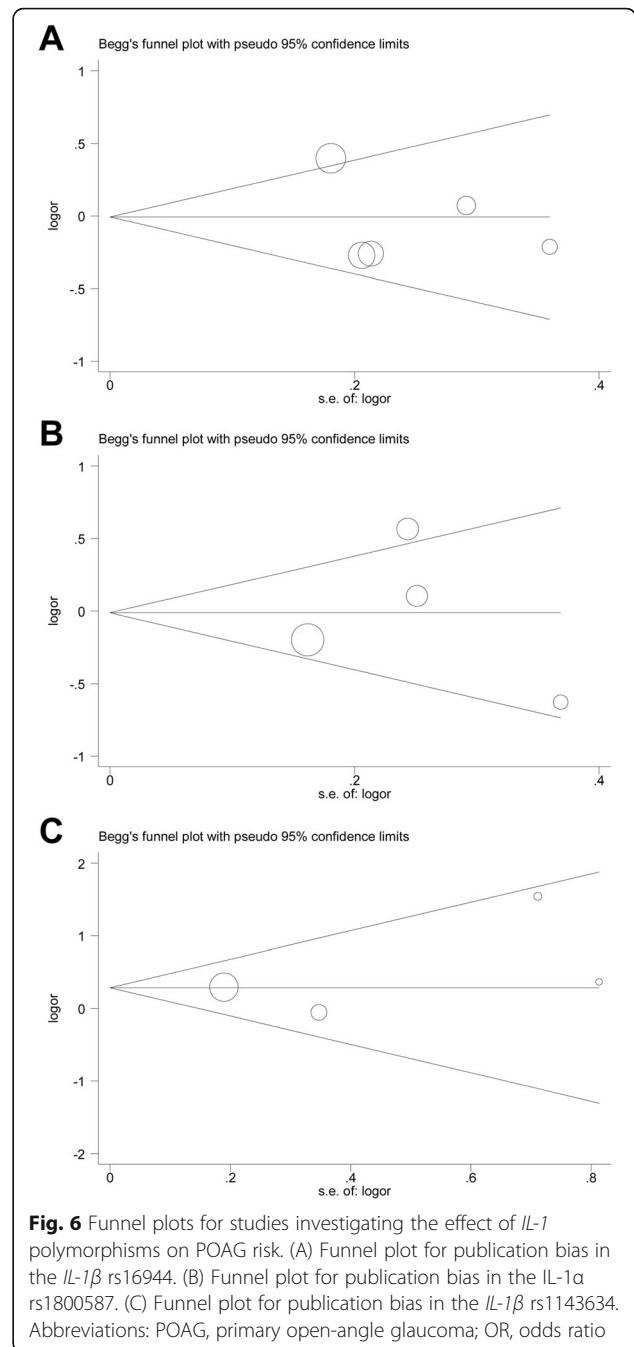 A
Begg's funnel plot with pseudo 95% confidence limits
1
.5
0
-.5
-1
logor
0
.2
.4
s.e. of: logor
B
Begg's funnel plot with pseudo 95% confidence limits
1
.5
0
-.5
-1
logor
0
.2
.4
s.e. of: logor
C
Begg's funnel plot with pseudo 95% confidence limits
2
1
0
-1
-2
logor
0
.2
.4
.6
.8
s.e. of: logor
Fig. 6 Funnel plots for studies investigating the effect of IL-1
polymorphisms on POAG risk. (A) Funnel plot for publication bias in
the IL-1β rs16944. (B) Funnel plot for publication bias in the IL-1α
rs1800587. (C) Funnel plot for publication bias in the IL-1β rs1143634.
Abbreviations: POAG, primary open-angle glaucoma; OR, odds ratio